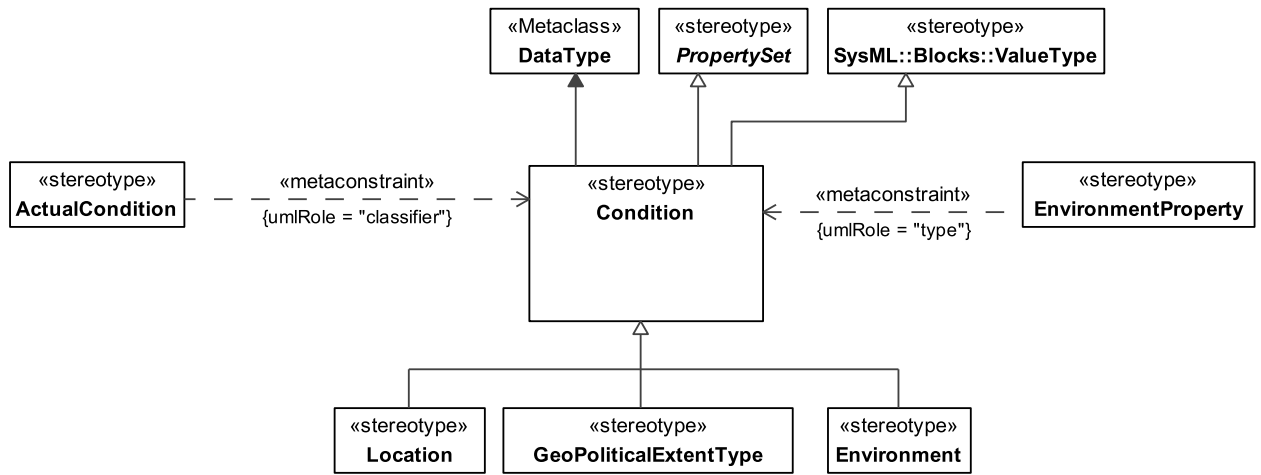 «Metaclass»
DataType
«stereotype»
PropertySet
«stereotype»
SysML::Blocks::ValueType
«stereotype»
ActualCondition
«metaconstraint»
{umlRole = "classifier"}
«stereotype»
Condition
«metaconstraint»
{umlRole = "type"}
«stereotype»
EnvironmentProperty
«stereotype»
Location
«stereotype»
GeoPoliticalExtentType
«stereotype»
Environment